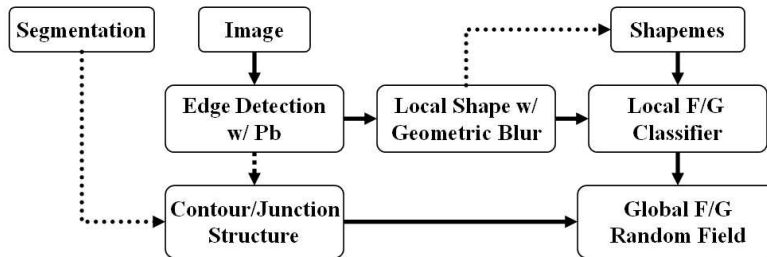 Segmentation
Image
Shapemes
Edge Detection
w/ Pb
Local Shape w/
Geometric Blur
Local F/G
Classifier
Contour/Junction
Structure
Global F/G
Random Field